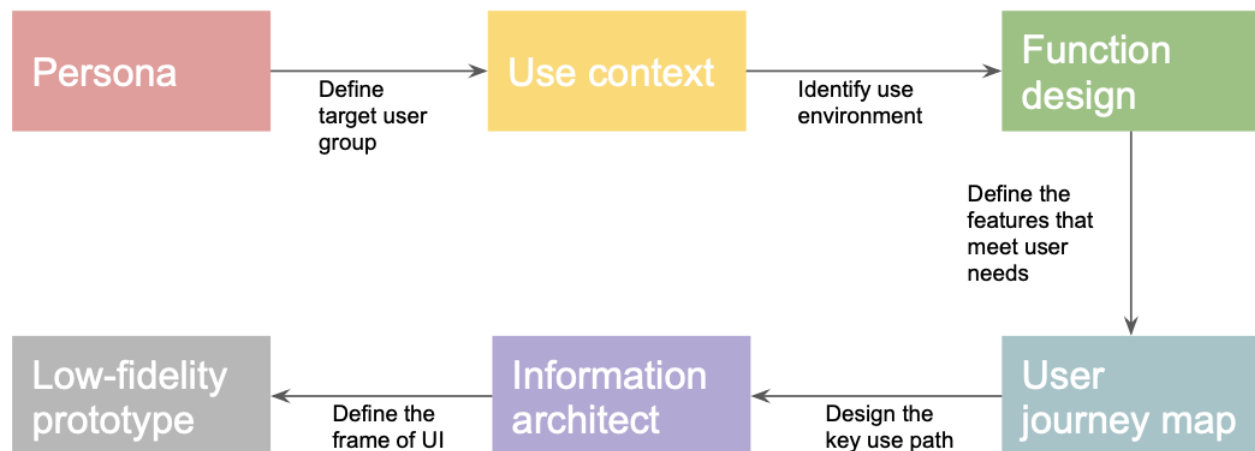 Persona
Define
target user
group
Use context
Identify use
environment
Function
design
Define the
features that
meet user
needs
User
journey map
Design the
key use path
Information
architect
Define the
frame of UI
Low-fidelity
prototype